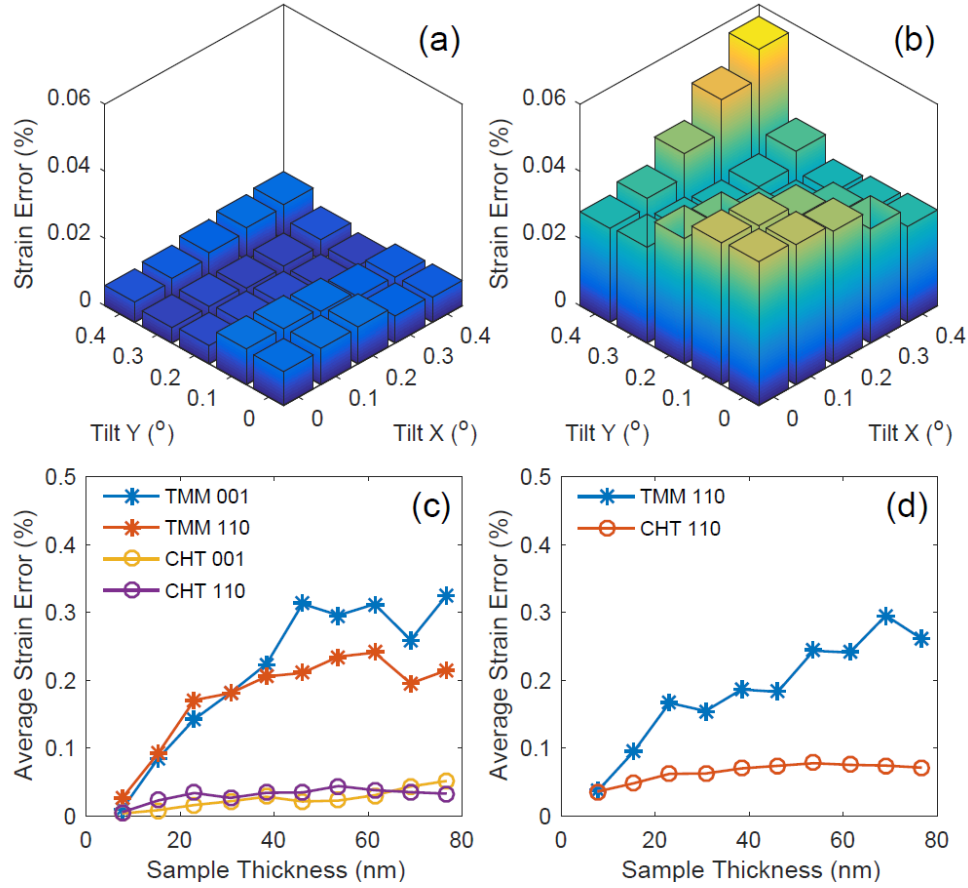 (a)
Strain Error (%)
0.06
0.04
0.02
0
0.4
0.3
0.2
0.1
0
Tilt Y (°)
0
0.1
0.2
0.3
0.4
Tilt X (°)
(b)
Strain Error (%)
0.06
0.04
0.02
0
0.4
0.3
0.2
0.1
0
Tilt Y (°)
0
0.1
0.2
0.3
0.4
Tilt X (°)
(c)
TMM 001
TMM 110
CHT 001
CHT 110
Average Strain Error (%)
0.5
0.4
0.3
0.2
0.1
0
0 20 40 60 80
Sample Thickness (nm)
(d)
TMM 110
CHT 110
Average Strain Error (%)
0.5
0.4
0.3
0.2
0.1
0
0 20 40 60 80
Sample Thickness (nm)